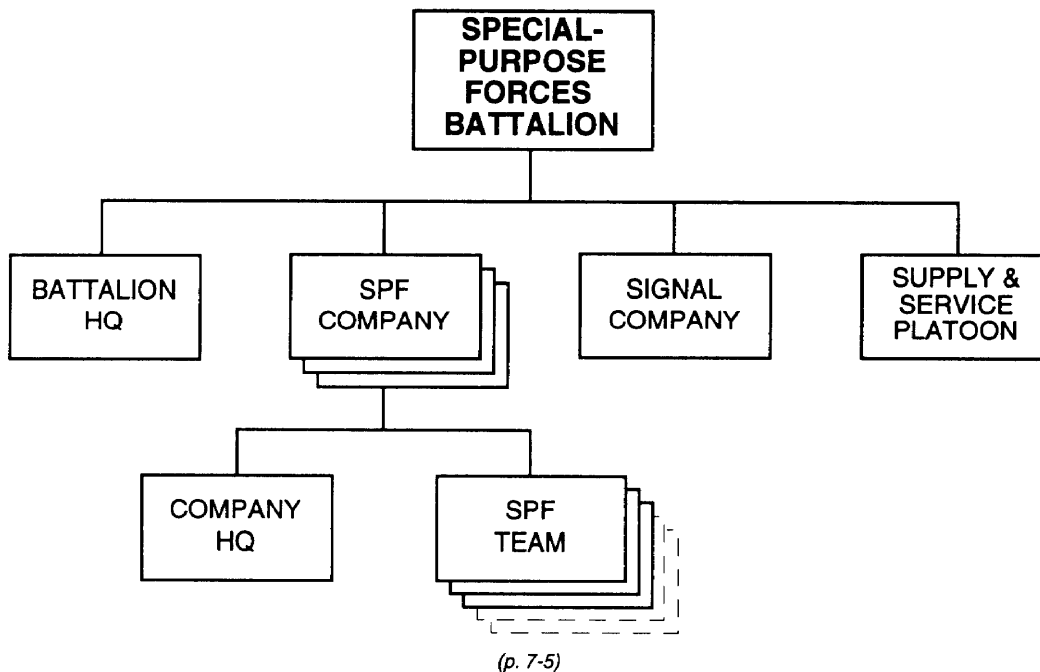 SPECIAL-
PURPOSE
FORCES
BATTALION
BATTALION
HQ
SPF
COMPANY
SIGNAL
COMPANY
SUPPLY &
SERVICE
PLATOON
COMPANY
HQ
SPF
TEAM
(p. 7-5)